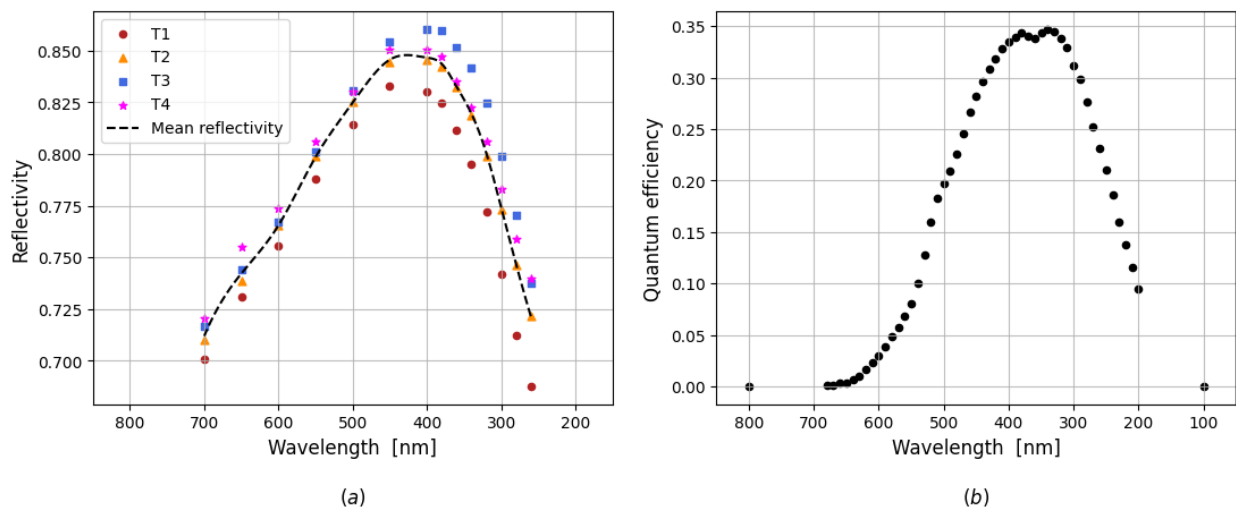 T1
T2
T3
T4
Mean reflectivity
Reflectivity
0.850
0.825
0.800
0.775
0.750
0.725
0.700
800 700 600 500 400 300 200
Wavelength [nm]
(a)
Quantum efficiency
0.35
0.30
0.25
0.20
0.15
0.10
0.05
0.00
800 700 600 500 400 300 200 100
Wavelength [nm]
(b)